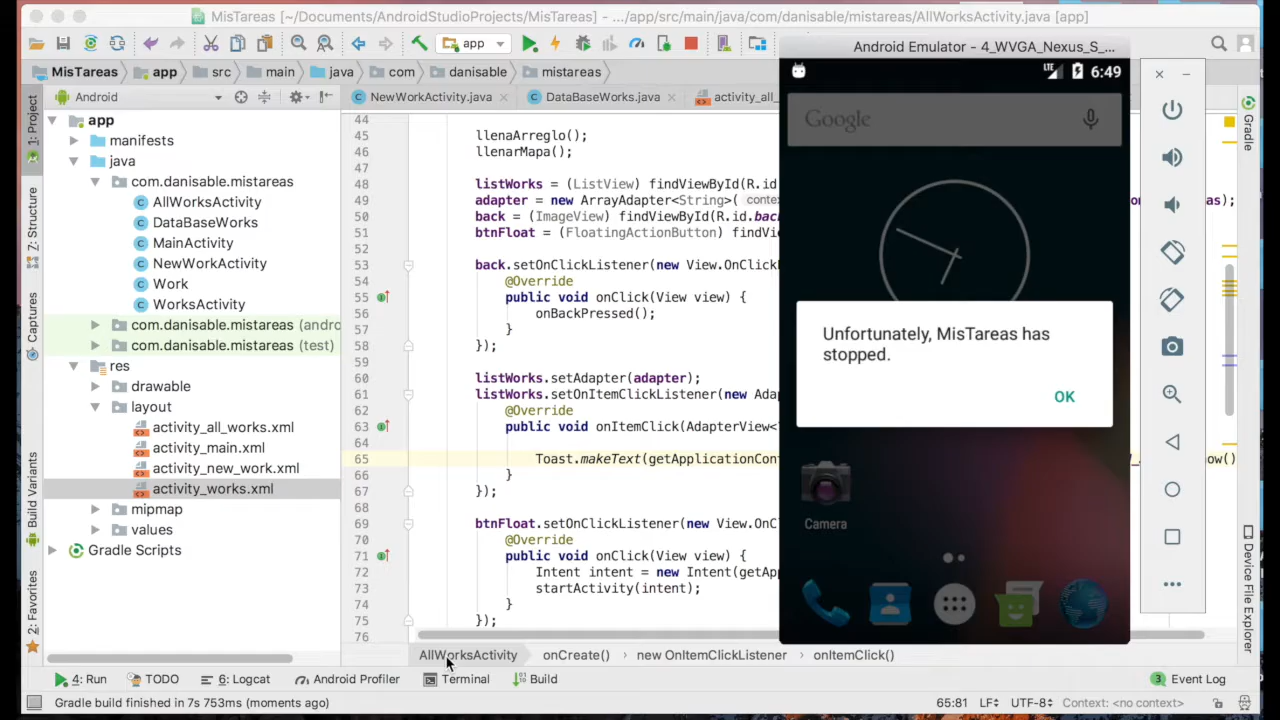 MisTareas [~/Documents/AndroidStudioProjects/MisTareas] - .../app/src/main/java/com/danisable/mistareas/AllWorksActivity.java [app]
app
MisTareas app src main java com danisable mistareas
Android
NewWorkActivity.java DataBaseWorks.java activity_all_
1: Project
7: Structure
Captures
Build Variants
2: Favorites
app
manifests
java
com.danisable.mistareas
AllWorksActivity
DataBaseWorks
MainActivity
NewWorkActivity
Work
WorksActivity
com.danisable.mistareas (andro
com.danisable.mistareas (test)
res
drawable
layout
activity_all_works.xml
activity_main.xml
activity_new_work.xml
activity_works.xml
mipmap
values
Gradle Scripts
44
45 llenaArreglo();
46 llenarMapa();
47
48 listWorks = (ListView) findViewById(R.id
49 adapter = new ArrayAdapter<String>( contex as);
50 back = (ImageView) findViewById(R.id.back
51 btnFloat = (FloatingActionButton) findVie
52
53 back.setOnClickListener(new View.OnClickL
54 @Override
55 public void onClick(View view) {
56 onBackPressed();
57 }
58 });
59
60 listWorks.setAdapter(adapter);
61 listWorks.setOnItemClickListener(new Adap
62 @Override
63 public void onItemClick(AdapterView<
64
65 Toast.makeText(getApplicationCont how()
66 }
67 });
68
69 btnFloat.setOnClickListener(new View.OnCl
70 @Override
71 public void onClick(View view) {
72 Intent intent = new Intent(getApp
73 startActivity(intent);
74 }
75 });
76
AllWorksActivity onCreate() new OnItemClickListener onItemClick()
Android Emulator - 4_WVGA_Nexus_S_...
LTE 6:49
Google
Unfortunately, MisTareas has
stopped.
OK
Camera
Gradle
Device File Explorer
4: Run TODO 6: Logcat Android Profiler Terminal Build 3 Event Log
Gradle build finished in 7s 753ms (moments ago) 65:81 LF UTF-8 Context: <no context>